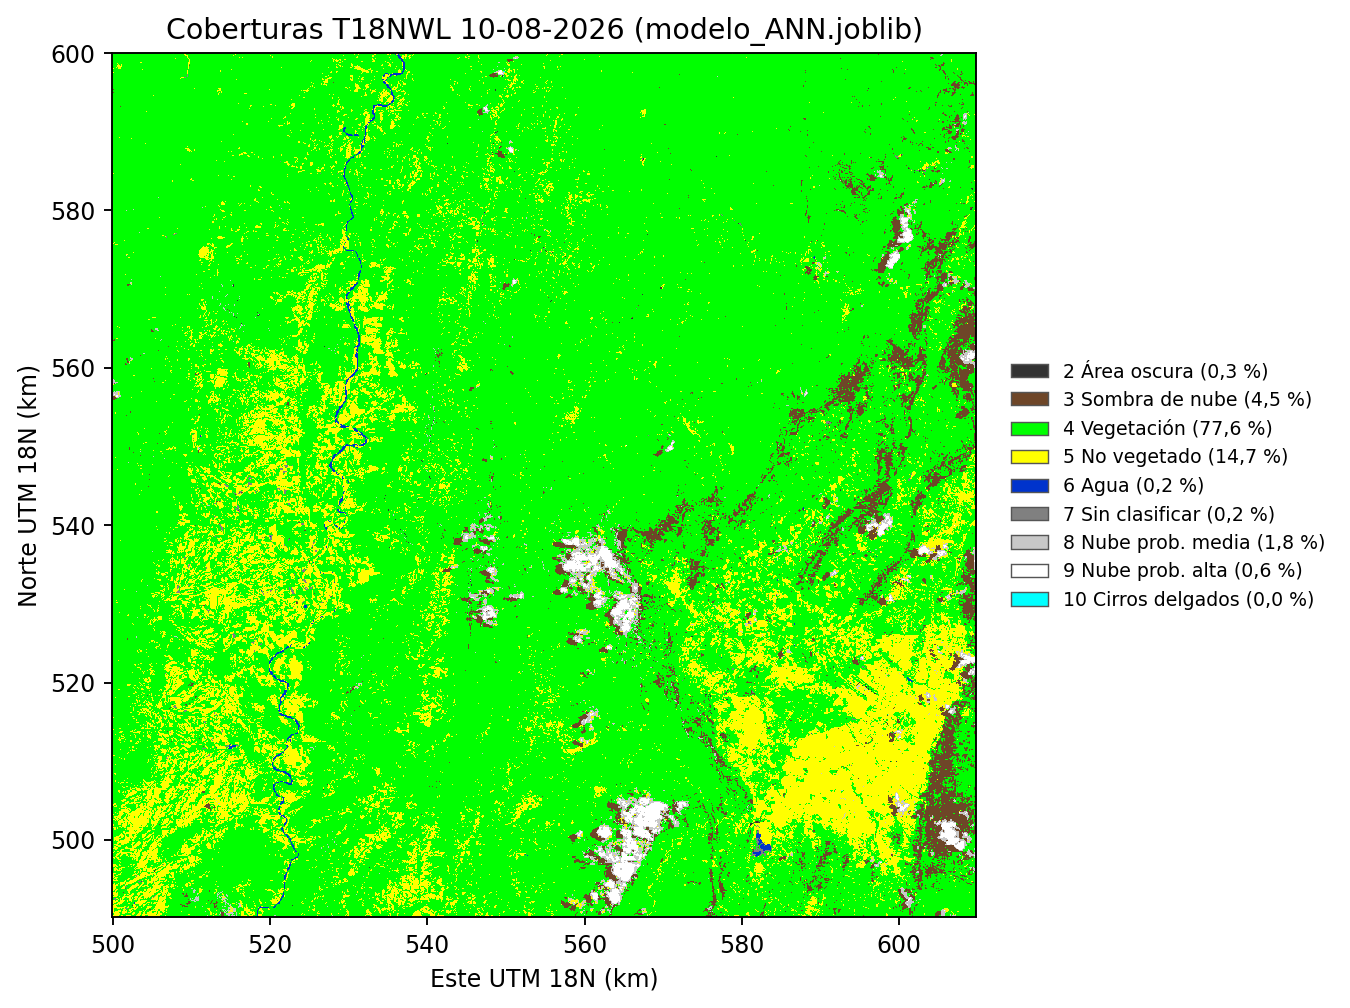 Coberturas T18NWL 10-08-2026 (modelo_ANN.joblib)
600
580
560
540
520
500
Norte UTM 18N (km)
500 520 540 560 580 600
Este UTM 18N (km)
2 Área oscura (0,3 %)
3 Sombra de nube (4,5 %)
4 Vegetación (77,6 %)
5 No vegetado (14,7 %)
6 Agua (0,2 %)
7 Sin clasificar (0,2 %)
8 Nube prob. media (1,8 %)
9 Nube prob. alta (0,6 %)
10 Cirros delgados (0,0 %)